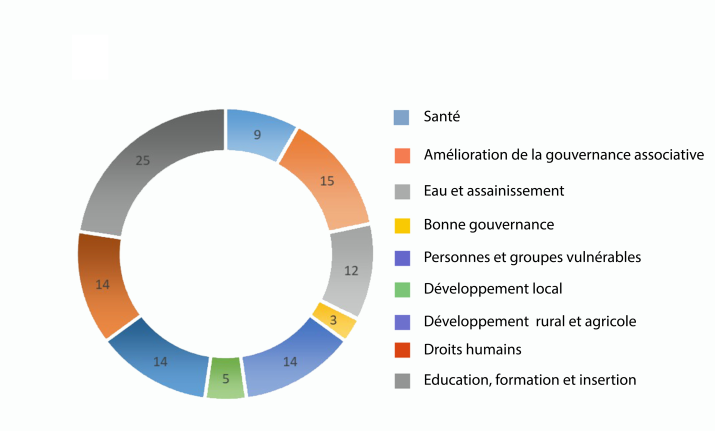 9
15
12
3
14
5
14
14
25
Santé
Amélioration de la gouvernance associative
Eau et assainissement
Bonne gouvernance
Personnes et groupes vulnérables
Développement local
Développement rural et agricole
Droits humains
Education, formation et insertion